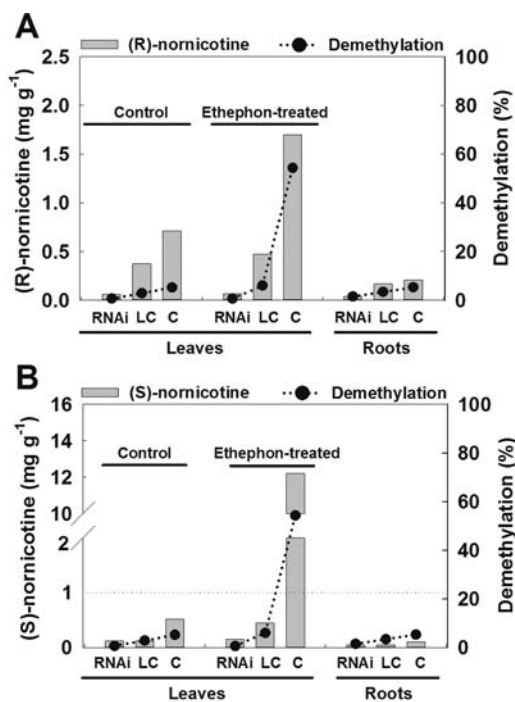 A
(R)-nornicotine
Demethylation
2.5
2.0
1.5
1.0
0.5
0.0
(R)-nornicotine (mg g-1)
Control
Ethephon-treated
100
80
60
40
20
0
Demethylation (%)
RNAi LC C RNAi LC C RNAi LC C
Leaves Roots
B
(S)-nornicotine
Demethylation
16
14
12
10
2
1
0
(S)-nornicotine (mg g-1)
Control
Ethephon-treated
100
80
60
40
20
0
Demethylation (%)
RNAi LC C RNAi LC C RNAi LC C
Leaves Roots